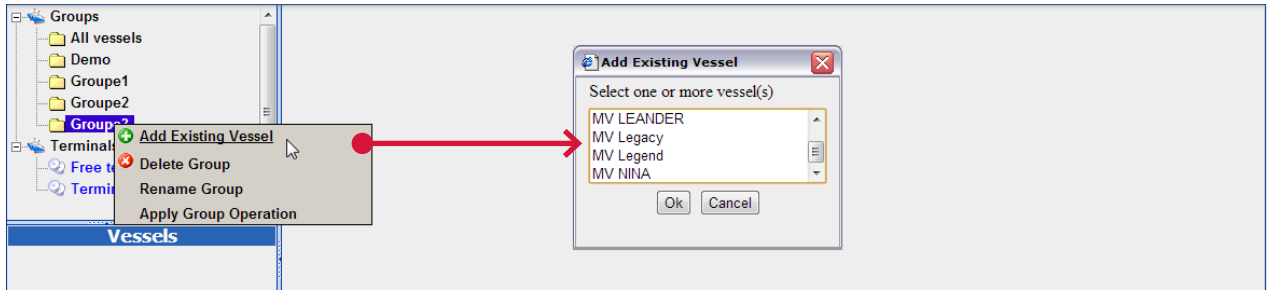 Groups
All vessels
Demo
Groupe1
Groupe2
Add Existing Vessel
Delete Group
Rename Group
Apply Group Operation
Vessels
Add Existing Vessel
Select one or more vessel(s)
MV LEANDER
MV Legacy
MV Legend
MV NINA
Ok Cancel